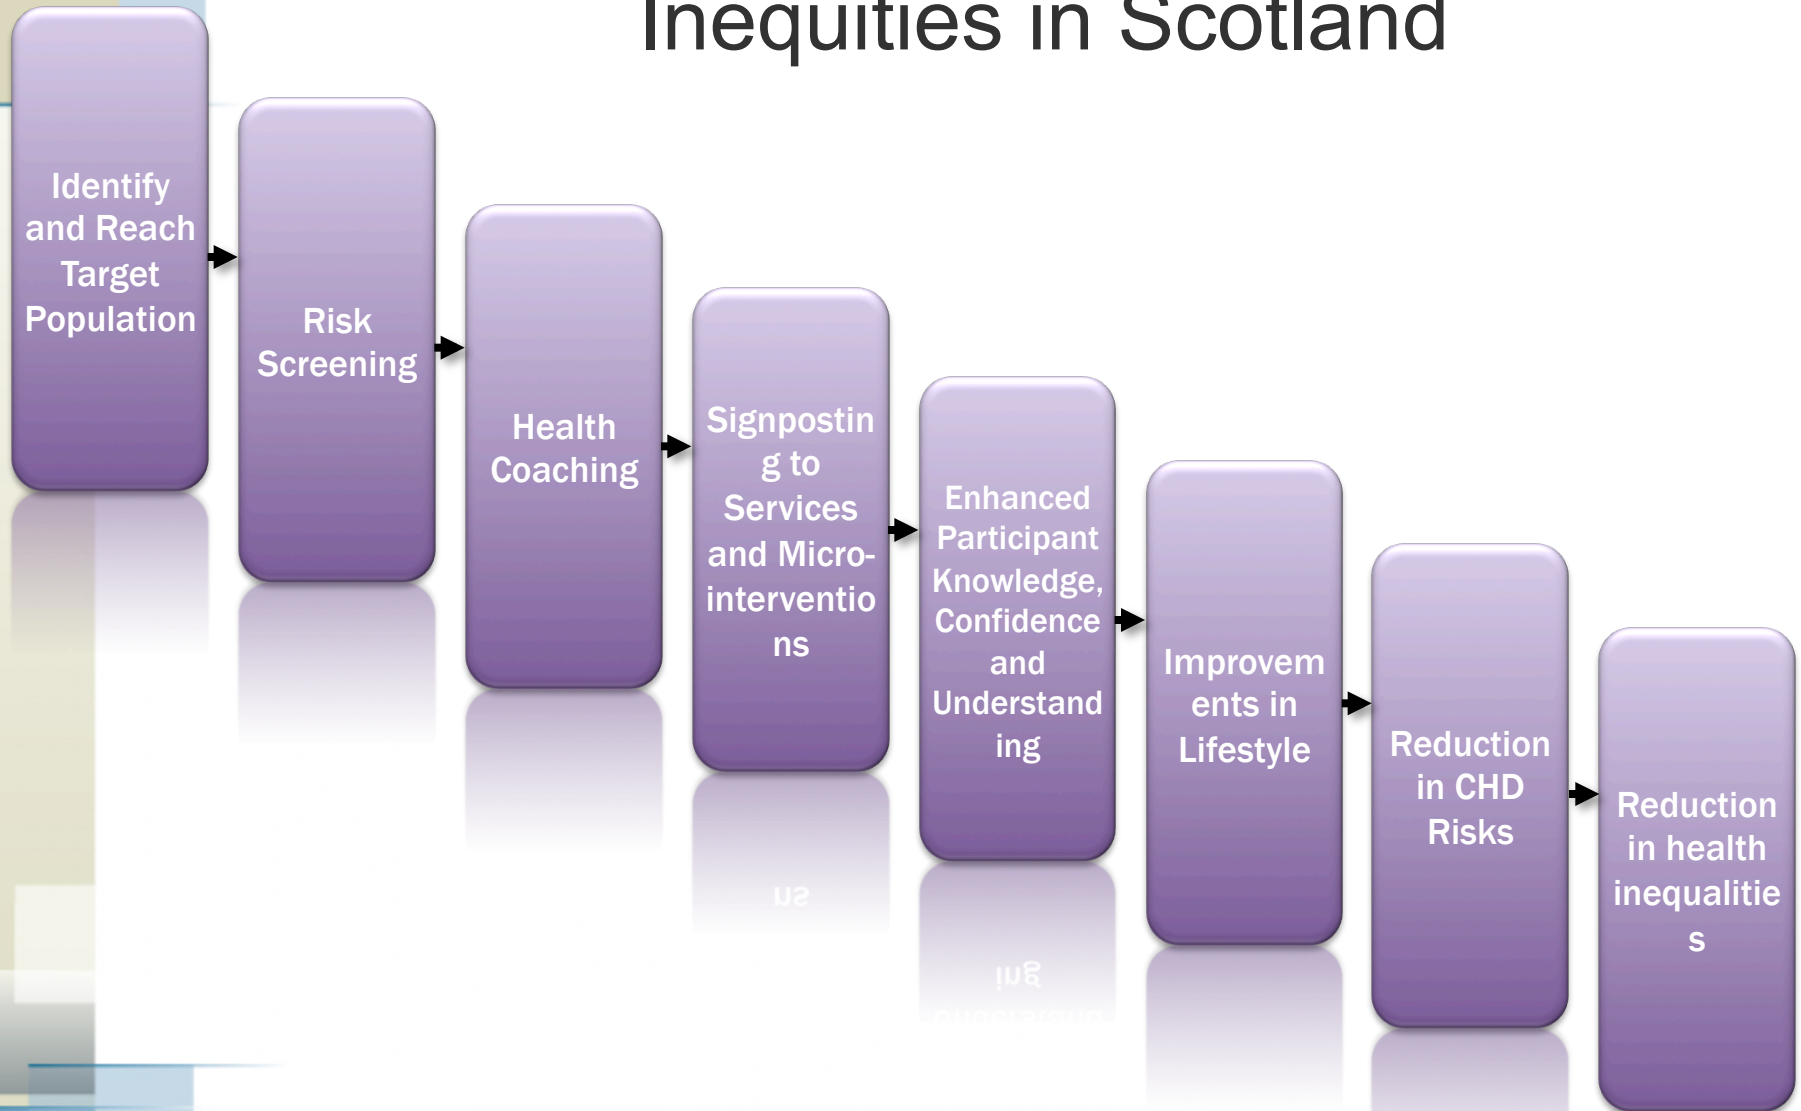 Inequities in Scotland
Identify
and Reach
Target
Population
Risk
Screening
Health
Coaching
Signpostin
g to
Services
and Micro-
interventio
ns
Enhanced
Participant
Knowledge,
Confidence
and
Understand
ing
Improvem
ents in
Lifestyle
Reduction
in CHD
Risks
Reduction
in health
inequalitie
s